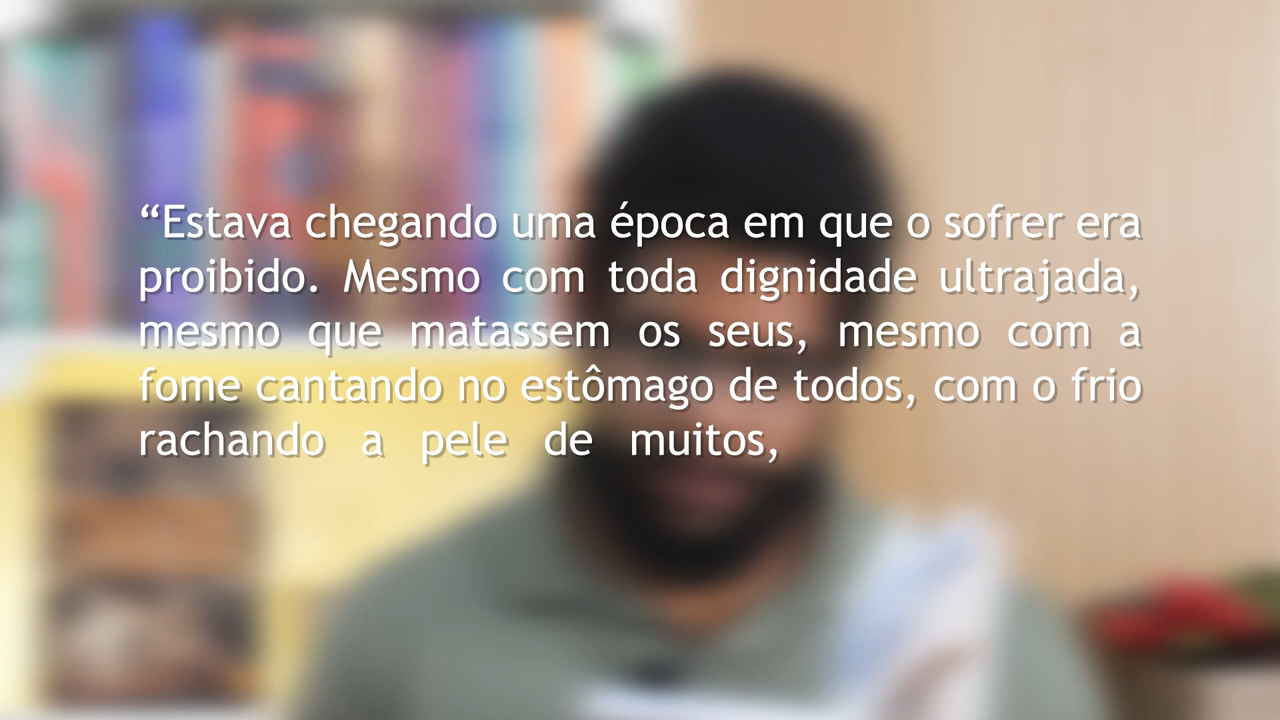 “Estava chegando uma época em que o sofrer era
proibido. Mesmo com toda dignidade ultrajada,
mesmo que matassem os seus, mesmo com a
fome cantando no estômago de todos, com o frio
rachando a pele de muitos,